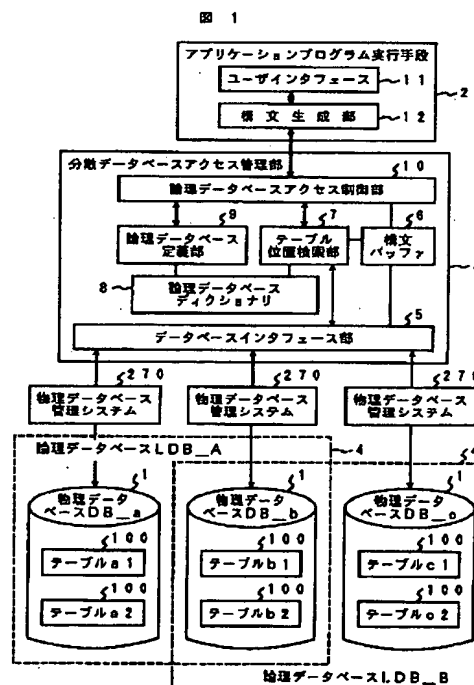 図 1
アプリケーションプログラム実行手段
ユーザインタフェース
11
構文生成部
12
2
分散データベースアクセス管理部
10
論理データベースアクセス制御部
9
7
6
論理データベース
定義部
テーブル
位置検索部
構文
バッファ
8
論理データベース
ディクショナリ
5
データベースインタフェース部
270
270
270
物理データベース
管理システム
物理データベース
管理システム
物理データベース
管理システム
論理データベースLDB_A
4
1
1
1
物理データ
ベースDB_a
物理データ
ベースDB_b
物理データ
ベースDB_c
100
100
100
テーブルa1
テーブルb1
テーブルc1
100
100
100
テーブルa2
テーブルb2
テーブルc2
論理データベースLDB_B